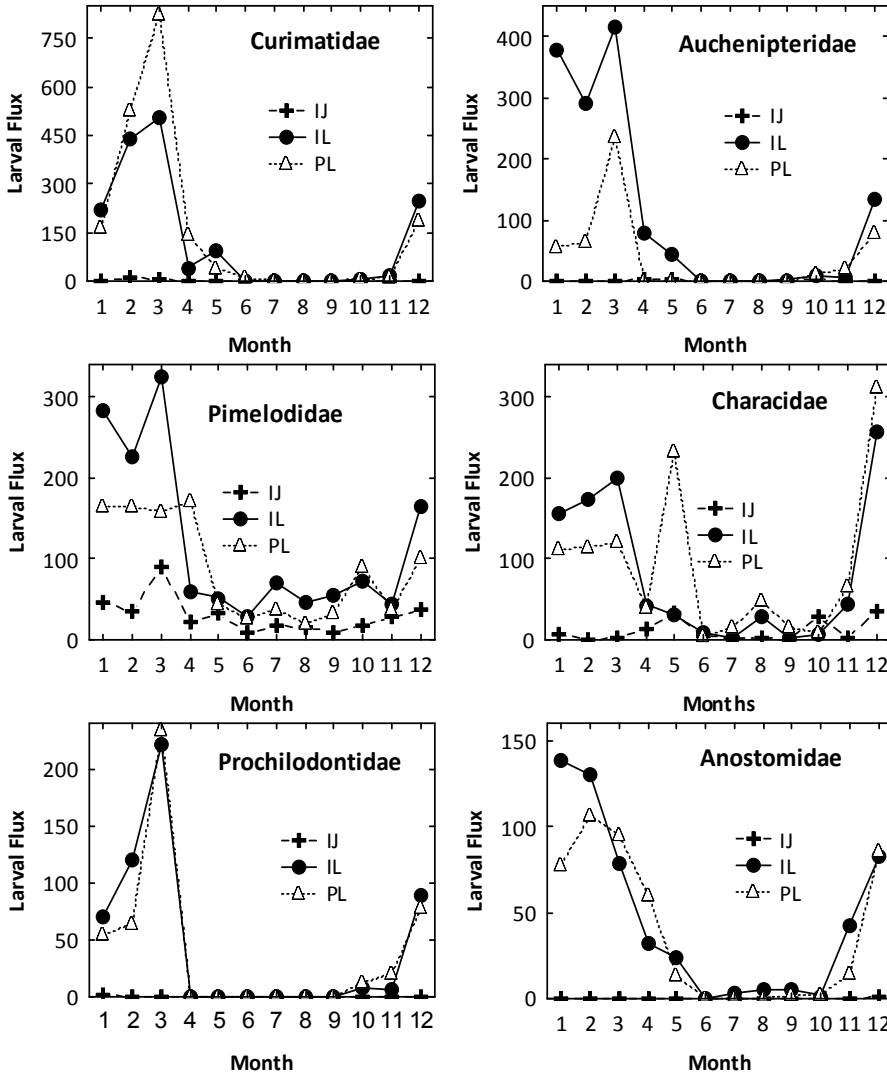 Curimatidae
IJ
IL
PL
750
600
450
300
150
0
Larval Flux
1 2 3 4 5 6 7 8 9 10 11 12
Month
Auchenipteridae
IJ
IL
PL
400
300
200
100
0
Larval Flux
1 2 3 4 5 6 7 8 9 10 11 12
Month
Pimelodidae
IJ
IL
PL
300
200
100
0
Larval Flux
1 2 3 4 5 6 7 8 9 10 11 12
Month
Characidae
IJ
IL
PL
300
200
100
0
Larval Flux
1 2 3 4 5 6 7 8 9 10 11 12
Months
Prochilodontidae
IJ
IL
PL
200
150
100
50
0
Larval Flux
1 2 3 4 5 6 7 8 9 10 11 12
Month
Anostomidae
IJ
IL
PL
150
100
50
0
Larval Flux
1 2 3 4 5 6 7 8 9 10 11 12
Month